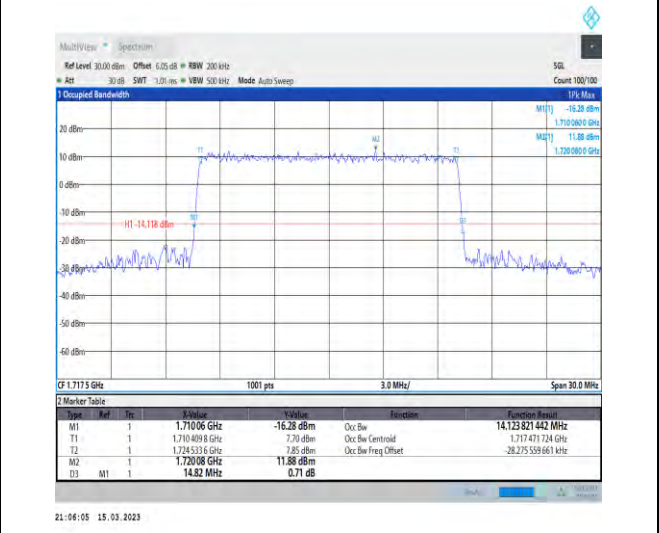 MultiView Spectrum
Ref Level 30.00 dBm Offset 6.05 dB RBW 200 kHz SGL
Att 30 dB SWT 1.01 ms VBW 500 kHz Mode Auto Sweep Count 100/100
1 Occupied Bandwidth 1Pk Max
M1[1] -16.28 dBm
1.710 060 0 GHz
M2[1] 11.88 dBm
1.720 080 0 GHz
20 dBm
M2
T1 T2
10 dBm
0 dBm
-10 dBm
M1
H1 -14.118 dBm
-20 dBm
-30 dBm
-40 dBm
-50 dBm
-60 dBm
CF 1.717 5 GHz 1001 pts 3.0 MHz/ Span 30.0 MHz
2 Marker Table
Type Ref Trc X-Value Y-Value Function Function Result
M1 1 1.710 06 GHz -16.28 dBm Occ Bw 14.123 821 442 MHz
T1 1 1.710 409 8 GHz 7.70 dBm Occ Bw Centroid 1.717 471 724 GHz
T2 1 1.724 533 6 GHz 7.85 dBm Occ Bw Freq Offset -28.275 559 661 kHz
M2 1 1.720 08 GHz 11.88 dBm
D3 M1 1 14.82 MHz 0.71 dB
21:06:05 15.03.2023